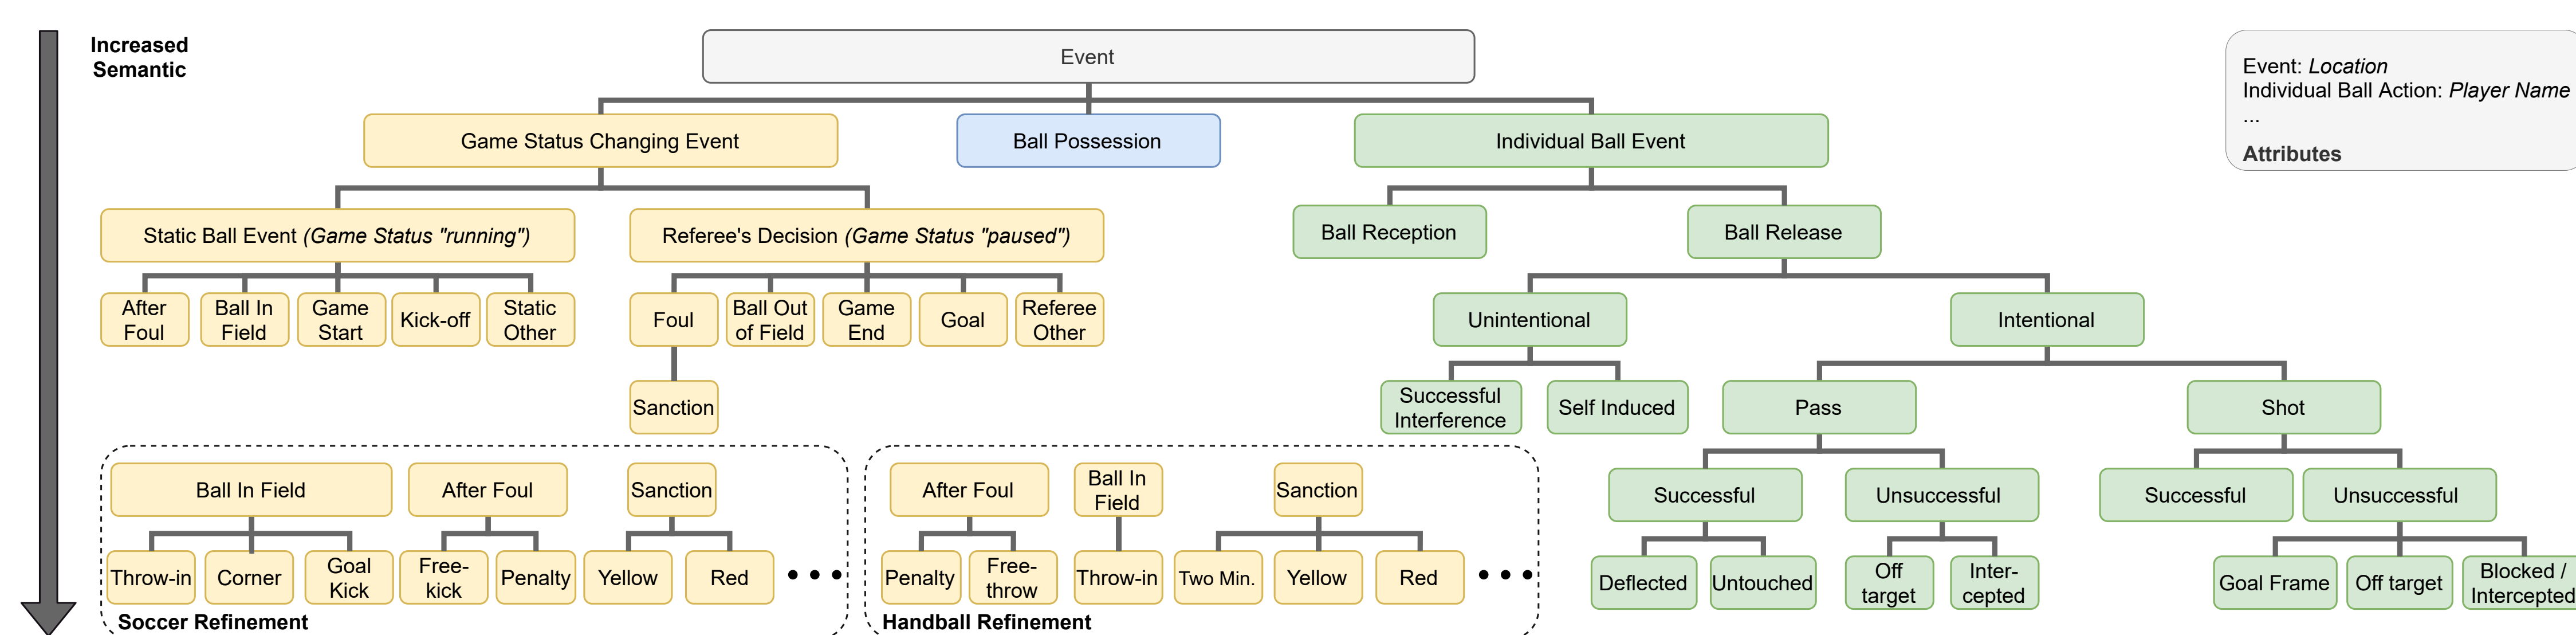 Increased
Semantic
Event
Event: Location
Individual Ball Action: Player Name
...
Attributes
Game Status Changing Event
Ball Possession
Individual Ball Event
Static Ball Event (Game Status "running")
Referee's Decision (Game Status "paused")
Ball Reception
Ball Release
After
Foul
Ball In
Field
Game
Start
Kick-off
Static
Other
Foul
Ball Out
of Field
Game
End
Goal
Referee
Other
Unintentional
Intentional
Sanction
Successful
Interference
Self Induced
Pass
Shot
Ball In Field
After Foul
Sanction
After Foul
Ball In
Field
Sanction
Successful
Unsuccessful
Successful
Unsuccessful
Throw-in
Corner
Goal
Kick
Free-
kick
Penalty
Yellow
Red
Penalty
Free-
throw
Throw-in
Two Min.
Yellow
Red
Deflected
Untouched
Off
target
Inter-
cepted
Goal Frame
Off target
Blocked /
Intercepted
Soccer Refinement
Handball Refinement